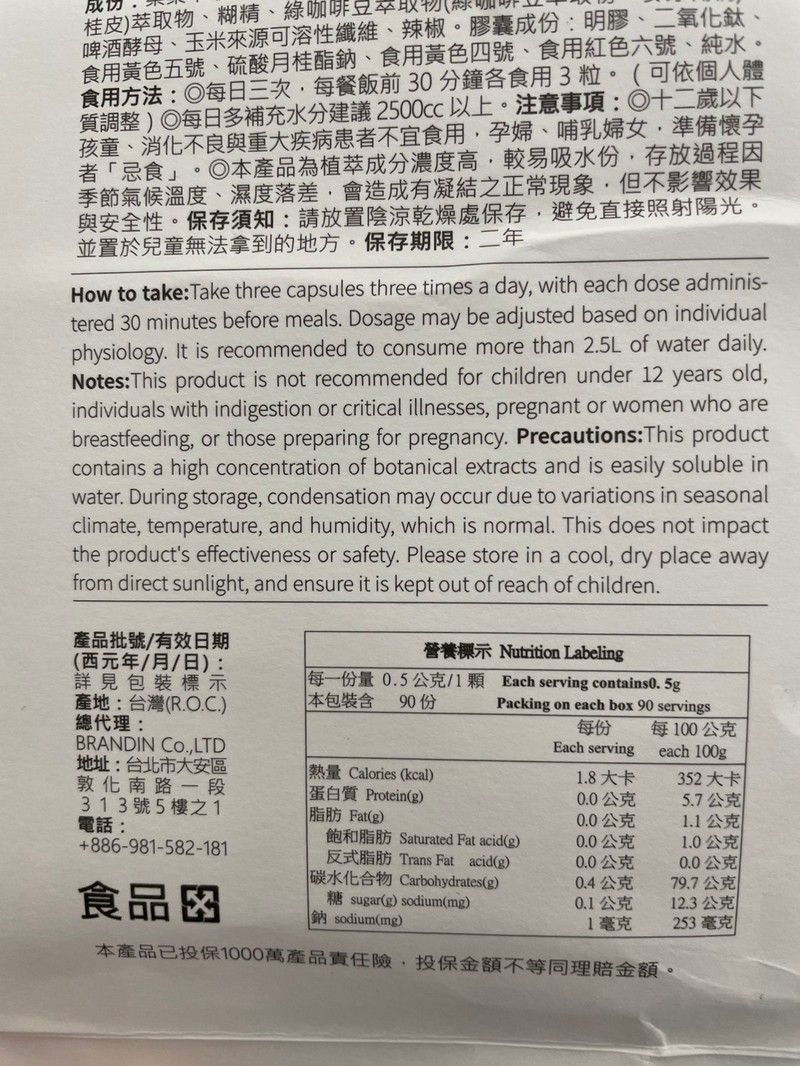 成份：
桂皮)萃取物、糊精、綠咖啡豆萃取物(綠咖啡豆萃取物
啤酒酵母、玉米來源可溶性纖維、辣椒。膠囊成份：明膠、二氧化鈦、
食用黃色五號、硫酸月桂酯鈉、食用黃色四號、食用紅色六號、純水。
食用方法：◎每日三次，每餐飯前 30 分鐘各食用 3 粒。(可依個人體
質調整)◎每日多補充水分建議 2500cc 以上。注意事項：◎十二歲以下
孩童、消化不良與重大疾病患者不宜食用，孕婦、哺乳婦女，準備懷孕
者「忌食」。◎本產品為植萃成分濃度高，較易吸水份，存放過程因
季節氣候溫度、濕度落差，會造成有凝結之正常現象，但不影響效果
與安全性。保存須知：請放置陰涼乾燥處保存，避免直接照射陽光。
並置於兒童無法拿到的地方。保存期限：二年
How to take:Take three capsules three times a day, with each dose adminis-
tered 30 minutes before meals. Dosage may be adjusted based on individual
physiology. It is recommended to consume more than 2.5L of water daily.
Notes:This product is not recommended for children under 12 years old,
individuals with indigestion or critical illnesses, pregnant or women who are
breastfeeding, or those preparing for pregnancy. Precautions:This product
contains a high concentration of botanical extracts and is easily soluble in
water. During storage, condensation may occur due to variations in seasonal
climate, temperature, and humidity, which is normal. This does not impact
the product's effectiveness or safety. Please store in a cool, dry place away
from direct sunlight, and ensure it is kept out of reach of children.
產品批號/有效日期
(西元年/月/日)：
詳見包裝標示
產地：台灣(R.O.C.)
總代理：
BRANDIN Co.,LTD
地址：台北市大安區
敦化南路一段
313號5樓之1
電話：
+886-981-582-181
食品
營養標示 Nutrition Labeling
每一份量 0.5公克/1 顆 Each serving contains0. 5g
本包裝含 90 份 Packing on each box 90 servings
每份 每 100 公克
Each serving each 100g
熱量 Calories (kcal) 1.8 大卡 352 大卡
蛋白質 Protein(g) 0.0 公克 5.7 公克
脂肪 Fat(g) 0.0 公克 1.1 公克
飽和脂肪 Saturated Fat acid(g) 0.0 公克 1.0 公克
反式脂肪 Trans Fat acid(g) 0.0 公克 0.0 公克
碳水化合物 Carbohydrates(g) 0.4 公克 79.7 公克
糖 sugar(g) sodium(mg) 0.1 公克 12.3 公克
鈉 sodium(mg) 1 毫克 253 毫克
本產品已投保1000萬產品責任險，投保金額不等同理賠金額。